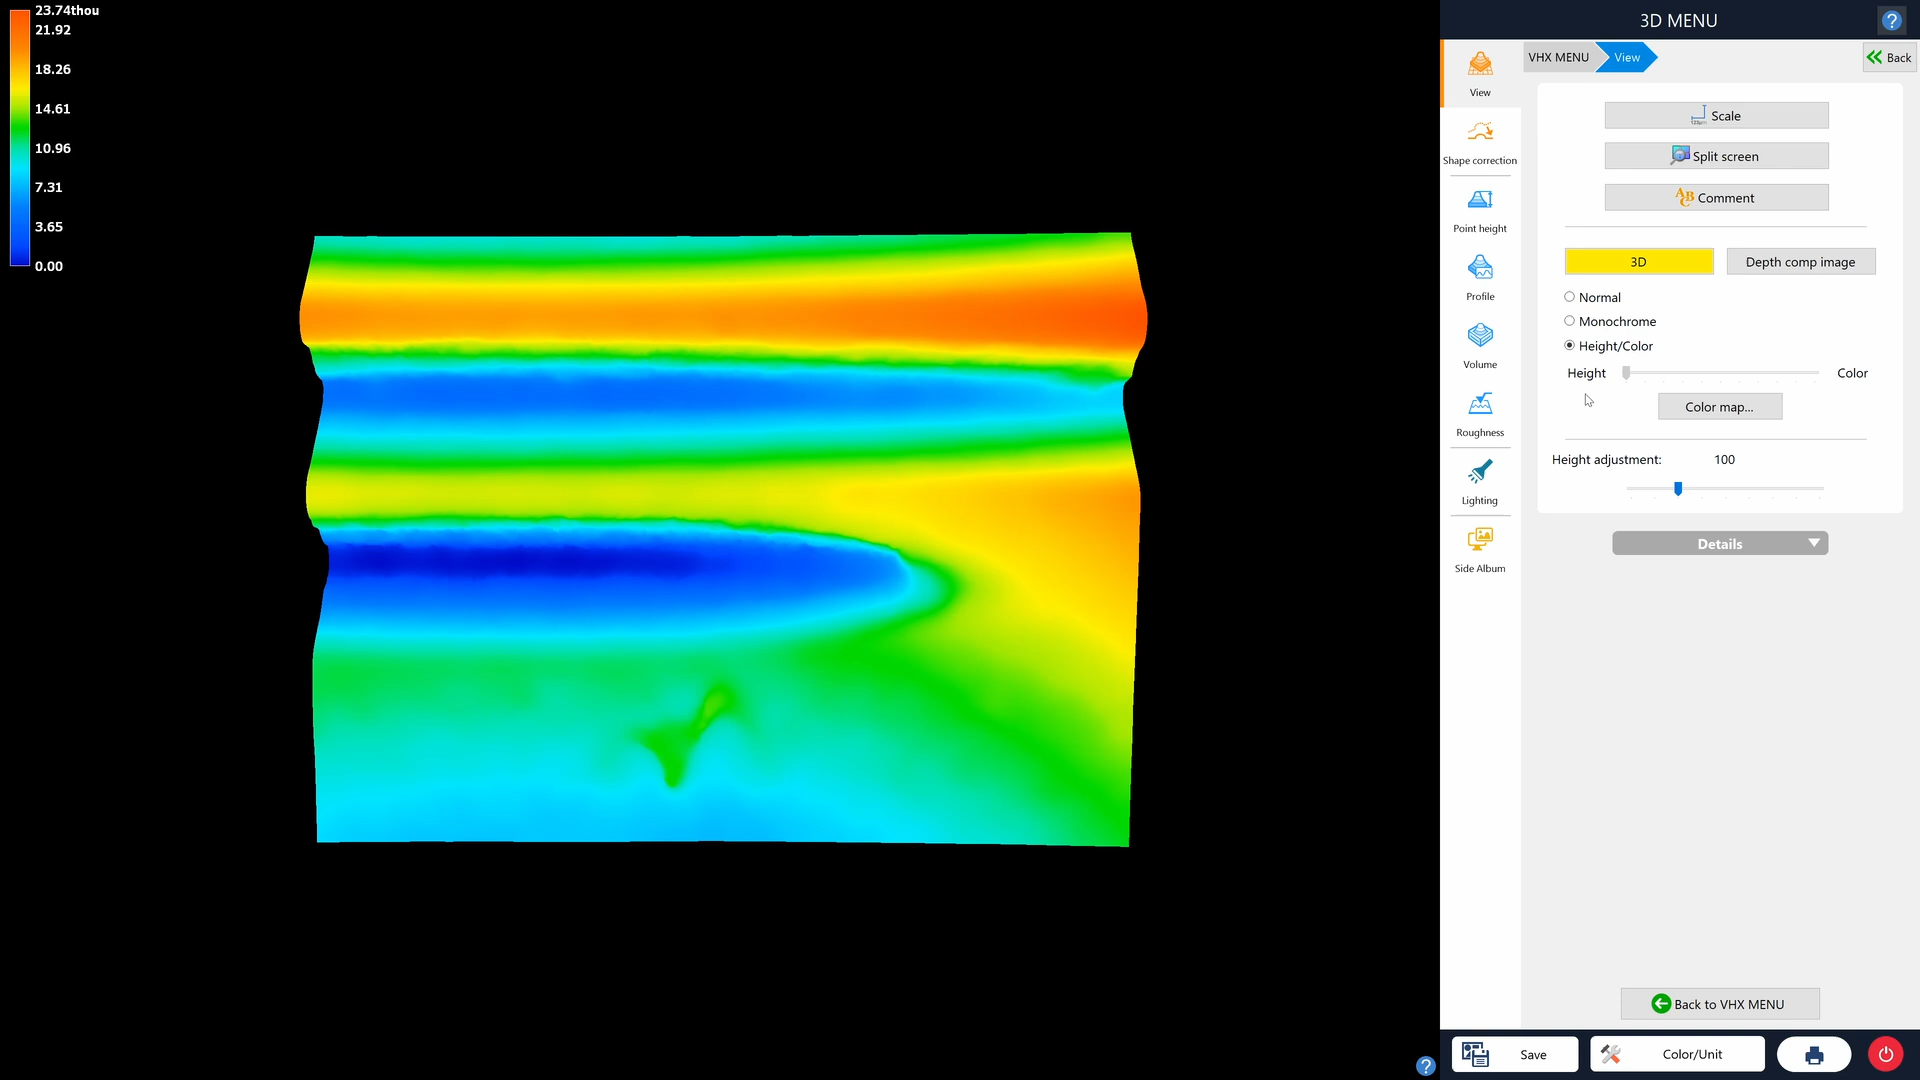 23.74thou
21.92
18.26
14.61
10.96
7.31
3.65
0.00
3D MENU
?
VHX MENU
View
Back
View
Shape correction
Point height
Profile
Volume
Roughness
Lighting
Side Album
Scale
Split screen
ABC Comment
3D
Depth comp image
Normal
Monochrome
Height/Color
Height
Color
Color map...
Height adjustment: 100
Details
Back to VHX MENU
?
Save
Color/Unit